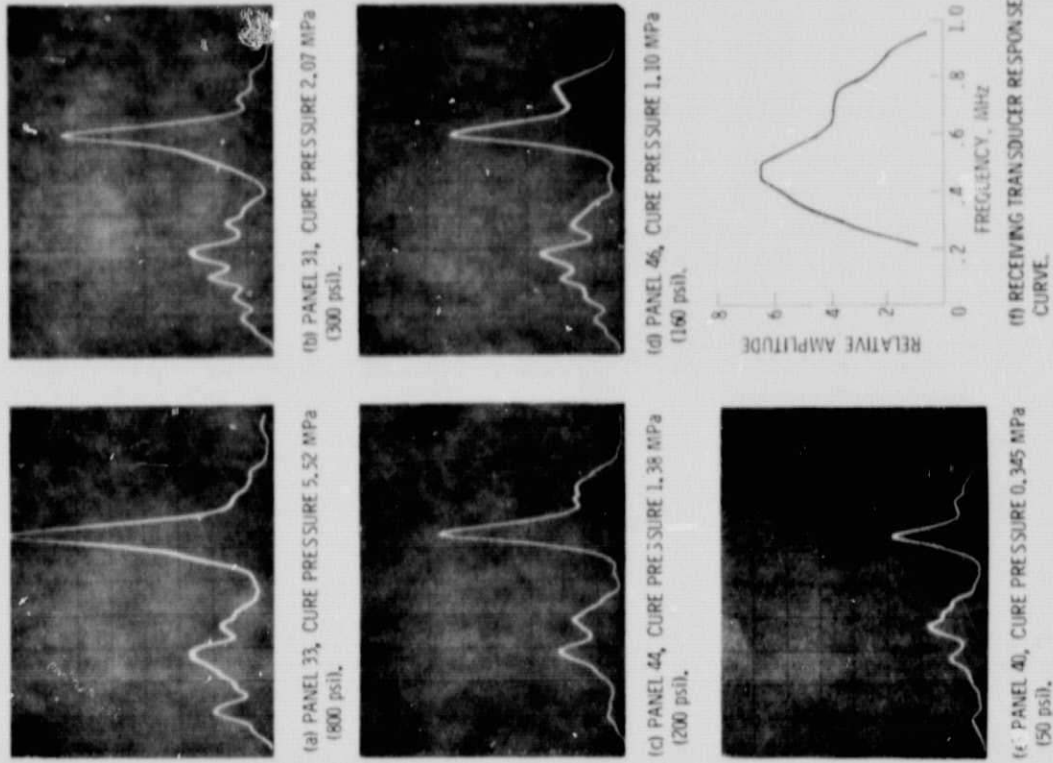 (a) PANEL 33, CURE PRESSURE 5.52 MPa
(800 psi).
(b) PANEL 31, CURE PRESSURE 2.07 MPa
(300 psi).
(c) PANEL 44, CURE PRESSURE 1.38 MPa
(200 psi).
(d) PANEL 46, CURE PRESSURE 1.10 MPa
(160 psi).
(e) PANEL 40, CURE PRESSURE 0.345 MPa
(50 psi).
RELATIVE AMPLITUDE
8
6
4
2
0 .2 .4 .6 .8 1.0
FREQUENCY, MHz
(f) RECEIVING TRANSDUCER RESPONSE
CURVE.